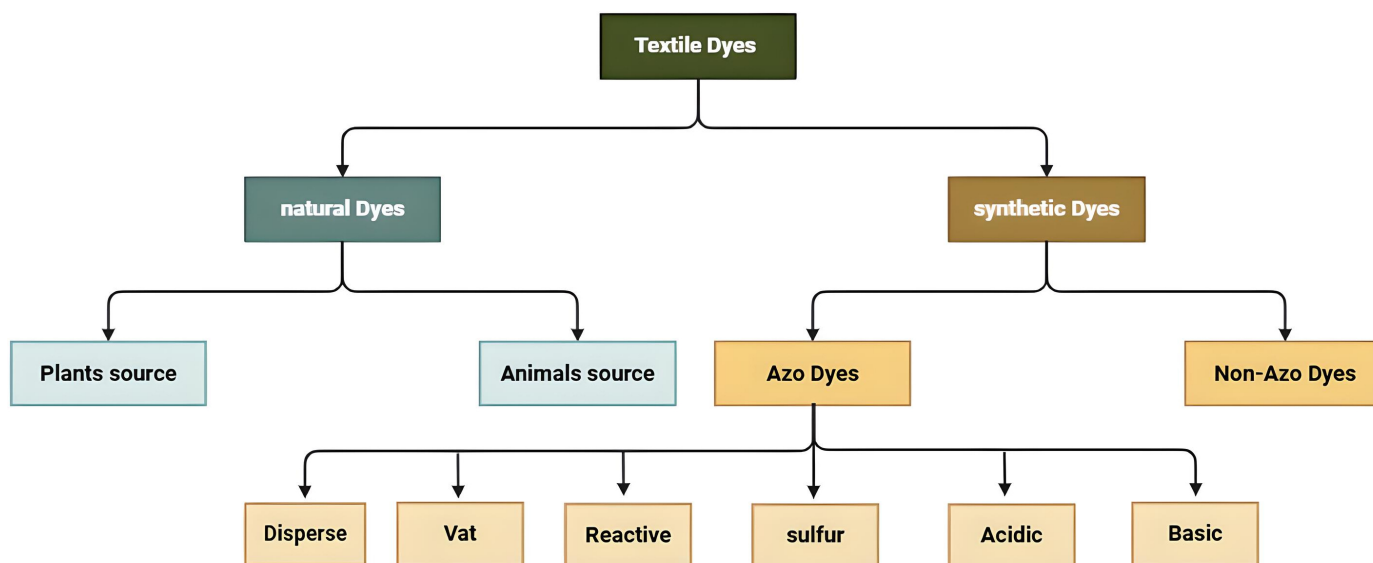 Textile Dyes
natural Dyes
synthetic Dyes
Plants source
Animals source
Azo Dyes
Non-Azo Dyes
Disperse
Vat
Reactive
sulfur
Acidic
Basic